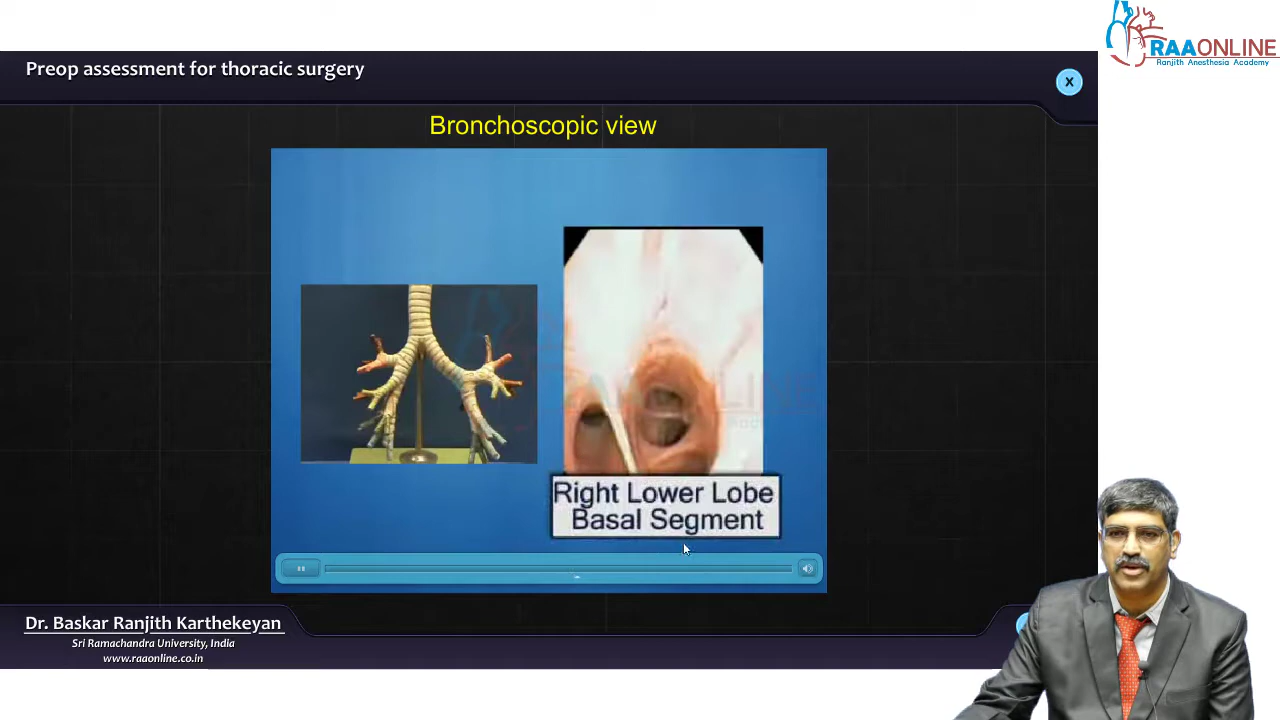 RAAONLINE
Ranjith Anesthesia Academy
Preop assessment for thoracic surgery
X
Bronchoscopic view
Right Lower Lobe
Basal Segment
Dr. Baskar Ranjith Karthekeyan
Sri Ramachandra University, India
www.raaonline.co.in